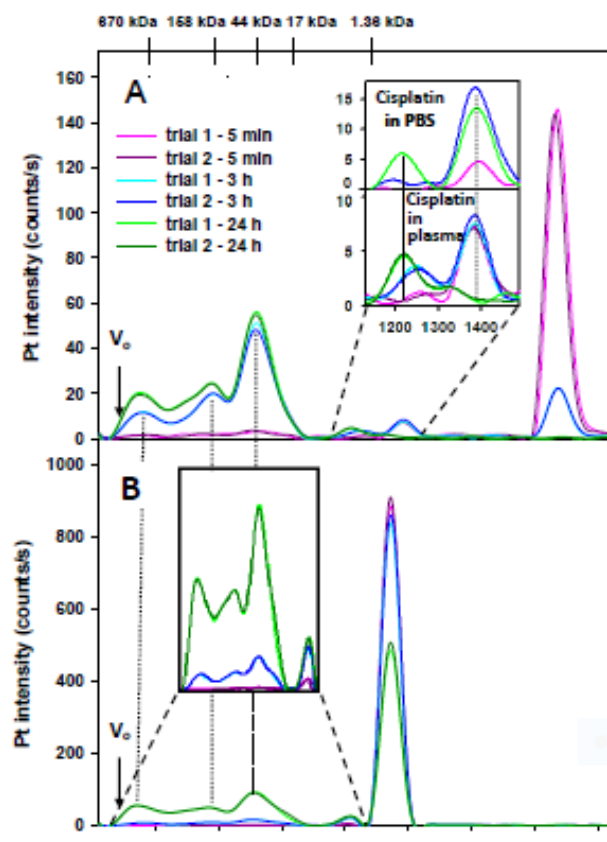 670 kDa 158 kDa 44 kDa 17 kDa 1.36 kDa
A
Pt intensity (counts/s)
160
140
120
100
80
60
40
20
0
trial 1 - 5 min
trial 2 - 5 min
trial 1 - 3 h
trial 2 - 3 h
trial 1 - 24 h
trial 2 - 24 h
Vo
15
10
5
0
Cisplatin
in PBS
10
5
0
Cisplatin
in
plasma
1200 1300 1400
B
Pt intensity (counts/s)
1000
800
600
400
200
0
Vo